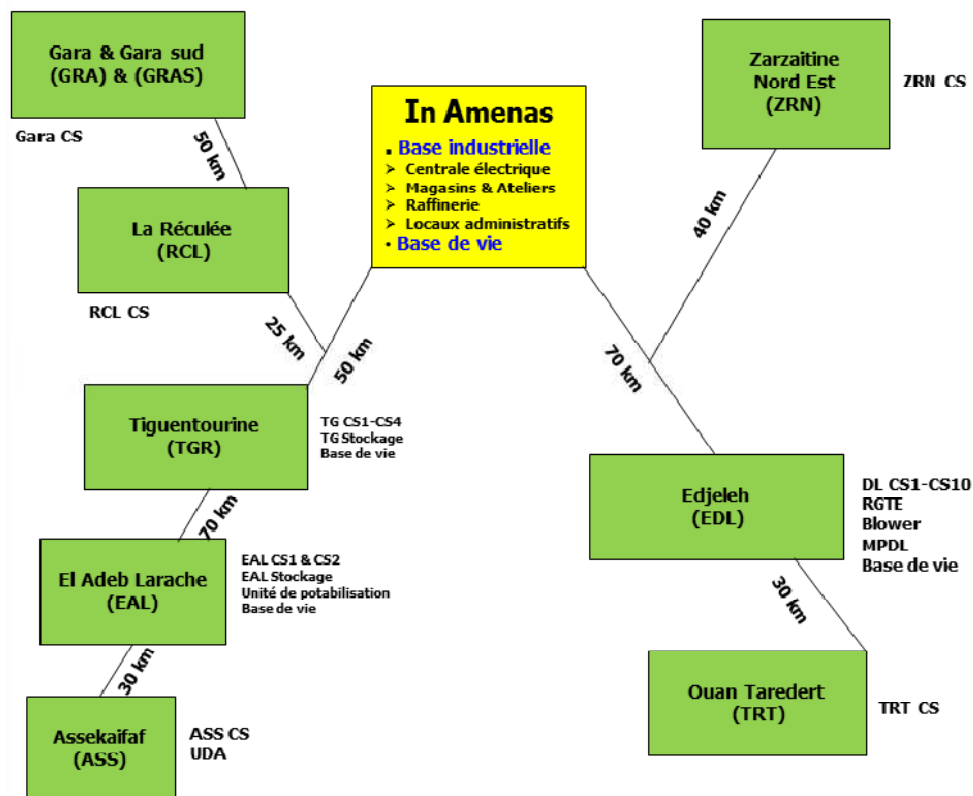 Gara & Gara sud
(GRA) & (GRAS)
Gara CS
50 km
La Réculée
(RCL)
RCL CS
25 km
In Amenas
. Base industrielle
➢ Centrale électrique
➢ Magasins & Ateliers
➢ Raffinerie
➢ Locaux administratifs
· Base de vie
50 km
Zarzaitine
Nord Est
(ZRN)
ZRN CS
40 km
70 km
Tiguentourine
(TGR)
TG CS1-CS4
TG Stockage
Base de vie
70 km
El Adeb Larache
(EAL)
EAL CS1 & CS2
EAL Stockage
Unité de potabilisation
Base de vie
30 km
Assekaifaf
(ASS)
ASS CS
UDA
Edjeleh
(EDL)
DL CS1-CS10
RGTE
Blower
MPDL
Base de vie
30 km
Ouan Taredert
(TRT)
TRT CS